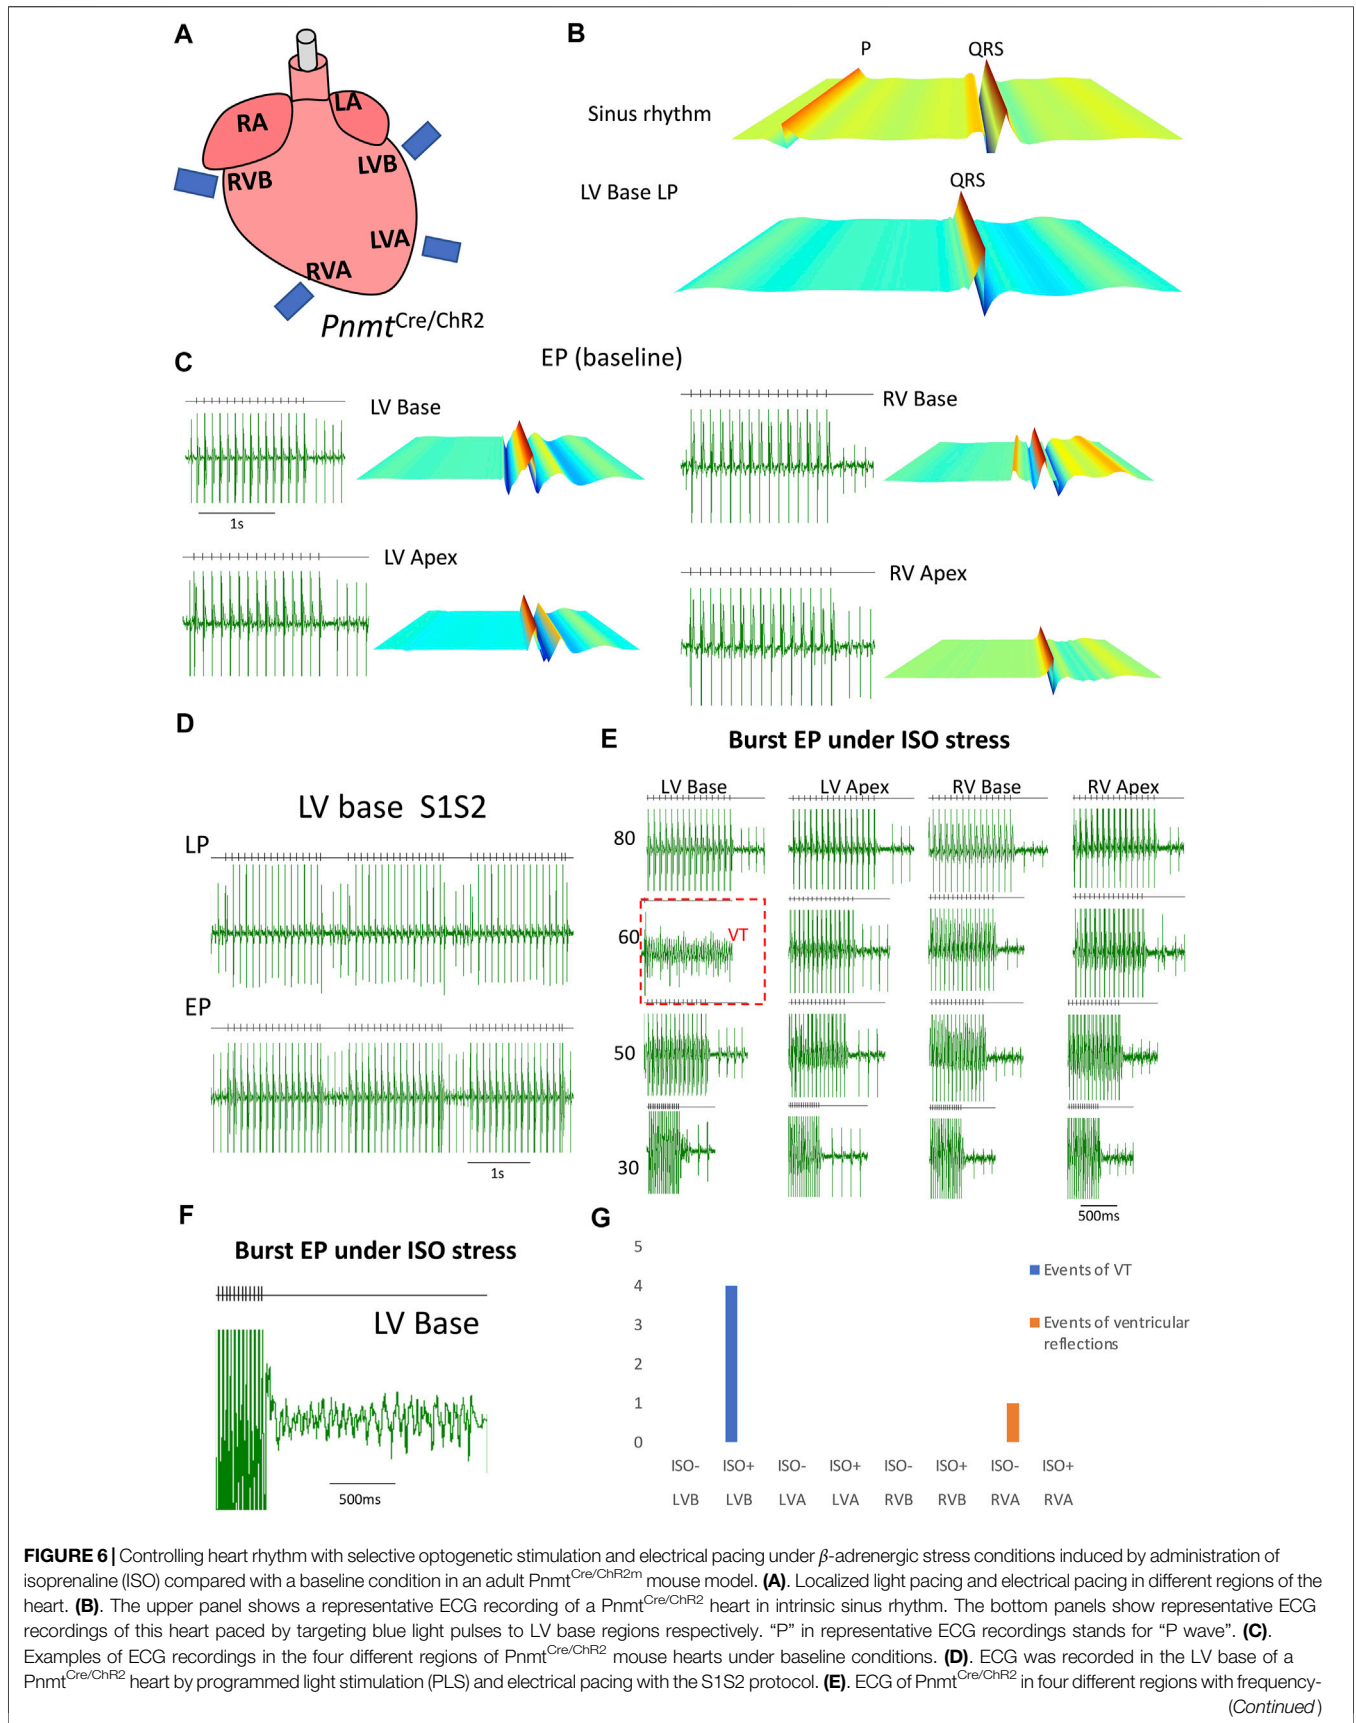 A
RA
LA
RVB
LVB
LVA
RVA
Pnmt^Cre/ChR2
B
P
QRS
Sinus rhythm
QRS
LV Base LP
C
EP (baseline)
LV Base
RV Base
1s
LV Apex
RV Apex
D
LV base S1S2
LP
EP
1s
E
Burst EP under ISO stress
LV Base
LV Apex
RV Base
RV Apex
80
60
VT
50
30
500ms
F
Burst EP under ISO stress
LV Base
500ms
G
5
4
3
2
1
0
Events of VT
Events of ventricular
reflections
ISO- ISO+ ISO- ISO+ ISO- ISO+ ISO- ISO+
LVB LVB LVA LVA RVB RVB RVA RVA
FIGURE 6 | Controlling heart rhythm with selective optogenetic stimulation and electrical pacing under β-adrenergic stress conditions induced by administration of
isoprenaline (ISO) compared with a baseline condition in an adult Pnmt^Cre/ChR2m mouse model. (A). Localized light pacing and electrical pacing in different regions of the
heart. (B). The upper panel shows a representative ECG recording of a Pnmt^Cre/ChR2 heart in intrinsic sinus rhythm. The bottom panels show representative ECG
recordings of this heart paced by targeting blue light pulses to LV base regions respectively. “P” in representative ECG recordings stands for “P wave”. (C).
Examples of ECG recordings in the four different regions of Pnmt^Cre/ChR2 mouse hearts under baseline conditions. (D). ECG was recorded in the LV base of a
Pnmt^Cre/ChR2 heart by programmed light stimulation (PLS) and electrical pacing with the S1S2 protocol. (E). ECG of Pnmt^Cre/ChR2 in four different regions with frequency-
(Continued)